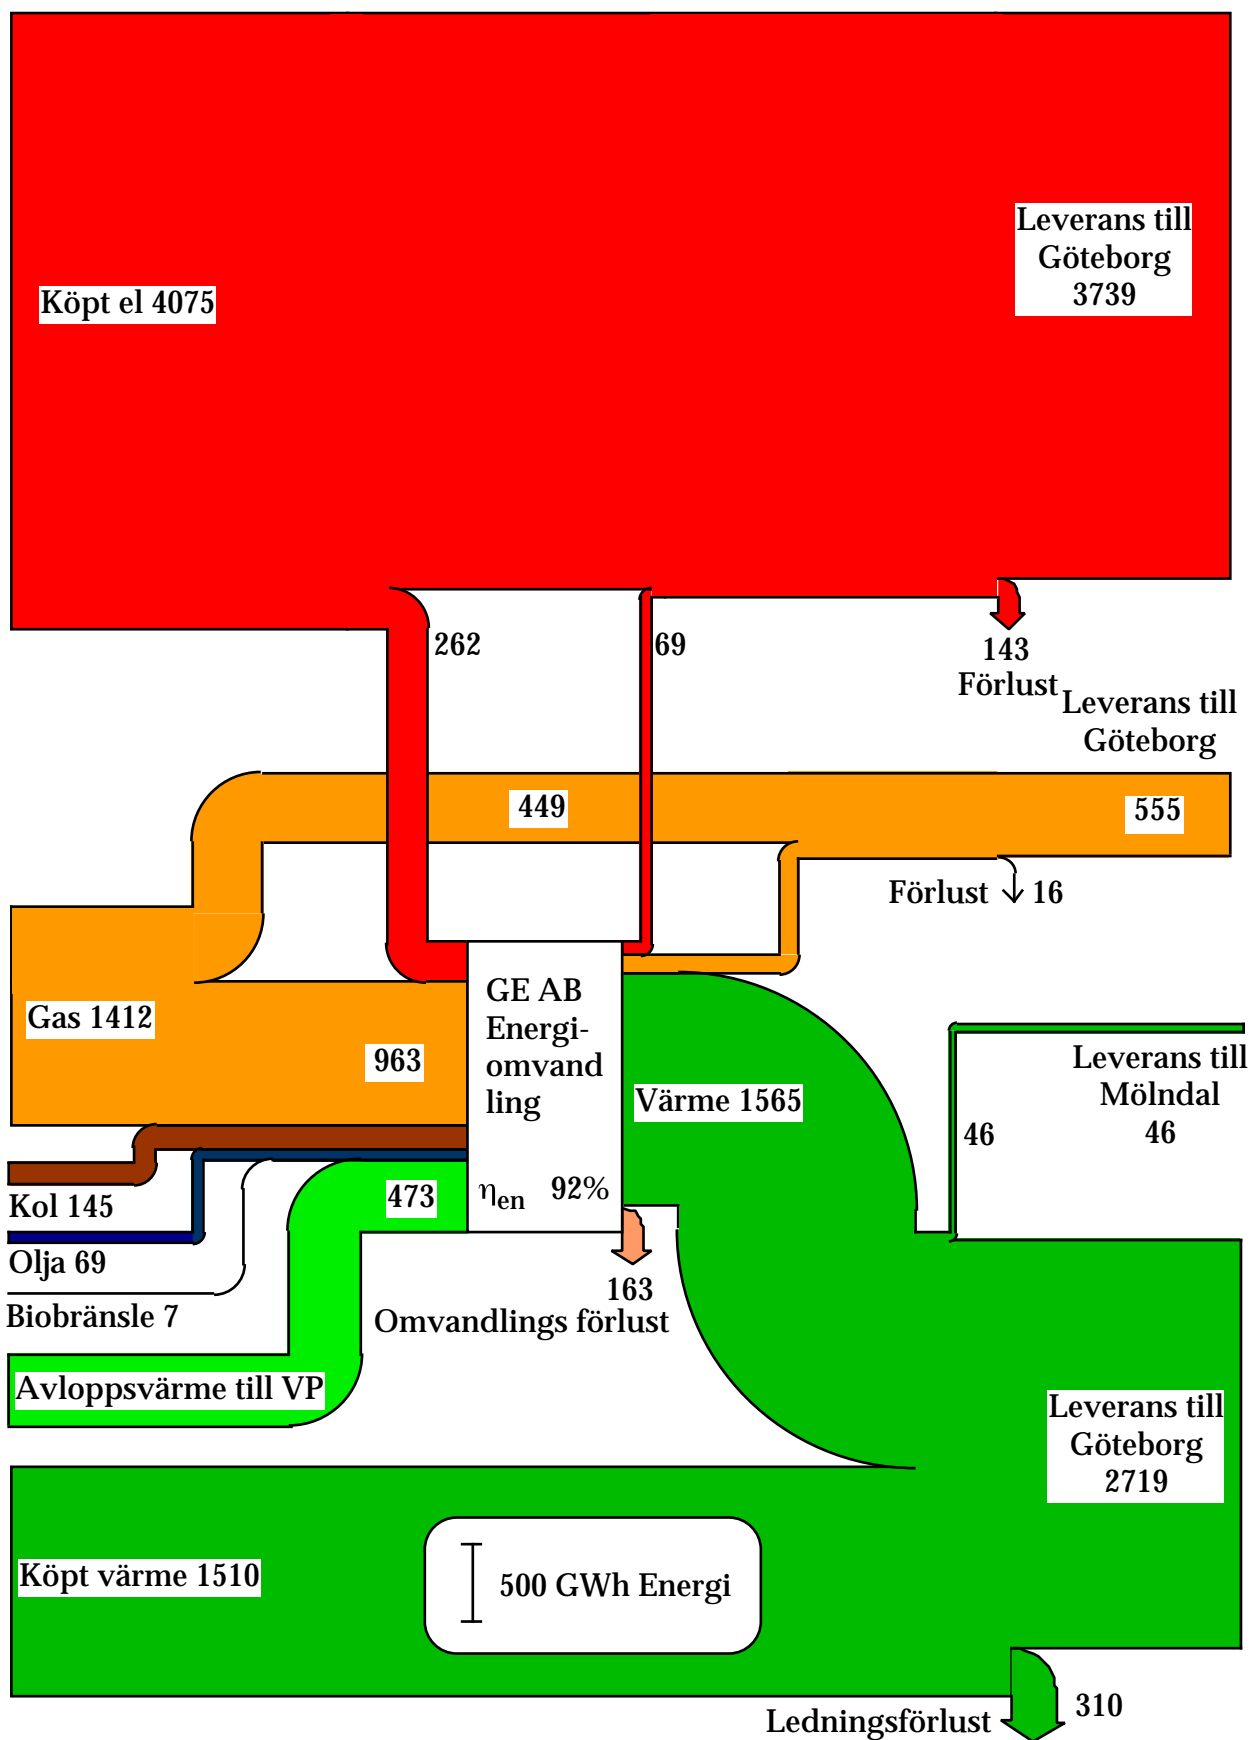 Leverans till
Göteborg
3739
Köpt el 4075
262
69
143
Förlust
Leverans till
Göteborg
449
555
Förlust
16
Gas 1412
963
GE AB
Energi-
omvand
ling
ηen 92%
Värme 1565
Leverans till
Mölndal
46
46
Kol 145
473
Olja 69
Biobränsle 7
163
Omvandlings förlust
Avloppsvärme till VP
Leverans till
Göteborg
2719
Köpt värme 1510
500 GWh Energi
310
Ledningsförlust